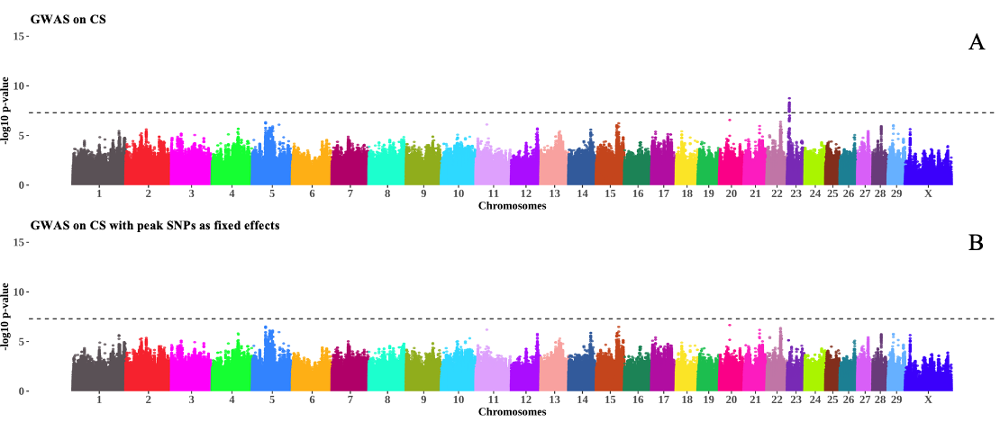 GWAS on CS
A
15
10
5
0
-log10 p-value
1 2 3 4 5 6 7 8 9 10 11 12 13 14 15 16 17 18 19 20 21 22 23 24 25 26 27 28 29 X
Chromosomes
GWAS on CS with peak SNPs as fixed effects
B
15
10
5
0
-log10 p-value
1 2 3 4 5 6 7 8 9 10 11 12 13 14 15 16 17 18 19 20 21 22 23 24 25 26 27 28 29 X
Chromosomes